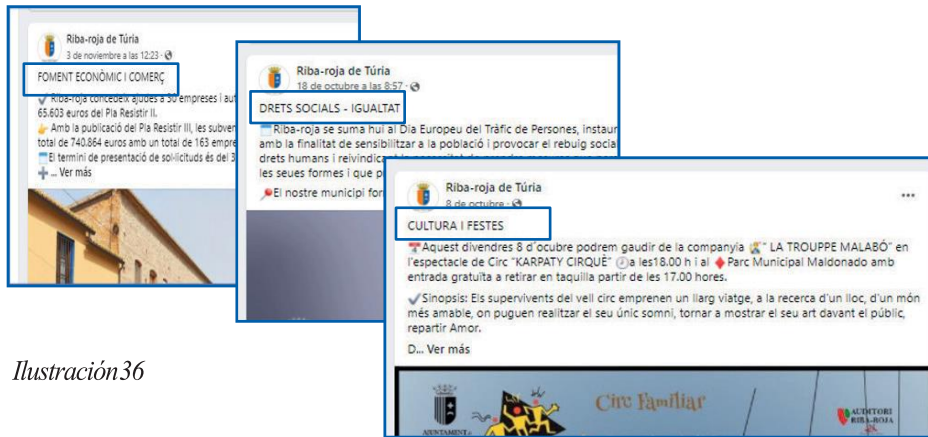 Riba-roja de Túria
3 de noviembre a las 12:23 ·
FOMENT ECONÒMIC I COMERÇ
Riba-roja concedeix ajudes a 50 empreses i aut
65.603 euros del Pla Resistir II.
Amb la publicació del Pla Resistir III, les subven
total de 740.864 euros amb un total de 163 empre
El termini de presentació de sol·licituds és del 3
... Ver más
Riba-roja de Túria
18 de octubre a las 8:57 ·
DRETS SOCIALS - IGUALTAT
Riba-roja se suma hui al Dia Europeu del Tràfic de Persones, instaur
amb la finalitat de sensibilitzar a la població i provocar el rebuig socia
drets humans i reivindica
les seues formes i que p
El nostre municipi for
Riba-roja de Túria
8 de octubre ·
CULTURA I FESTES
Aquest divendres 8 d´ocubre podrem gaudir de la companyia " LA TROUPPE MALABÓ" en
l'espectacle de Circ "KARPATY CIRQUÈ" a les18.00 h i al Parc Municipal Maldonado amb
entrada gratuïta a retirar en taquilla partir de les 17.00 hores.
Sinopsis: Els supervivents del vell circ emprenen un llarg viatge, a la recerca d'un lloc, d'un món
més amable, on puguen realitzar el seu únic somni, tornar a mostrar el seu art davant el públic,
repartir Amor.
D... Ver más
Circ Familiar
AJUNTAMENT
AUDITORI
RIBA-ROJA
Ilustración36